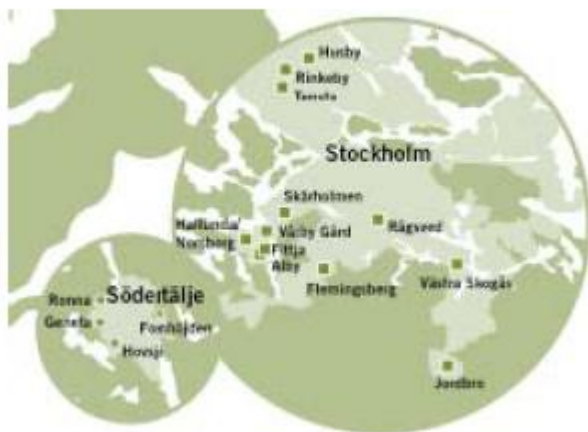 Husby
Rinkeby
Tensta
Stockholm
Skärholmen
Hallunda/
Norsborg
Vårby Gård
Fittja
Alby
Rågsved
Flemingsberg
Västra Skogås
Jordbro
Södertälje
Ronna
Geneta
Fornhöjden
Hovsjö